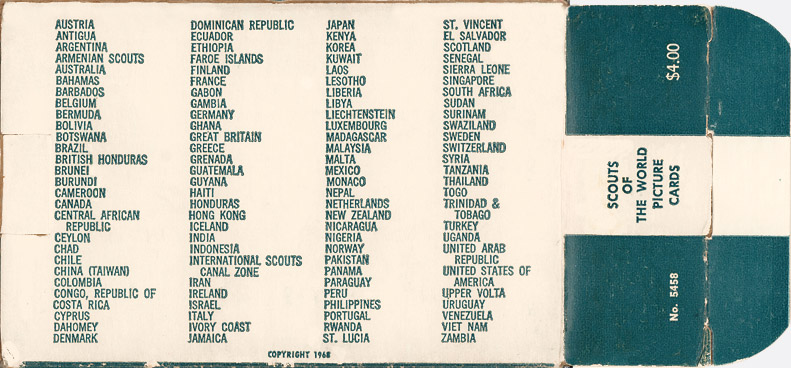 AUSTRIA
ANTIGUA
ARGENTINA
ARMENIAN SCOUTS
AUSTRALIA
BAHAMAS
BARBADOS
BELGIUM
BERMUDA
BOLIVIA
BOTSWANA
BRAZIL
BRITISH HONDURAS
BRUNEI
BURUNDI
CAMEROON
CANADA
CENTRAL AFRICAN
REPUBLIC
CEYLON
CHAD
CHILE
CHINA (TAIWAN)
COLOMBIA
CONGO, REPUBLIC OF
COSTA RICA
CYPRUS
DAHOMEY
DENMARK
DOMINICAN REPUBLIC
ECUADOR
ETHIOPIA
FAROE ISLANDS
FINLAND
FRANCE
GABON
GAMBIA
GERMANY
GHANA
GREAT BRITAIN
GREECE
GRENADA
GUATEMALA
GUYANA
HAITI
HONDURAS
HONG KONG
ICELAND
INDIA
INDONESIA
INTERNATIONAL SCOUTS
CANAL ZONE
IRAN
IRELAND
ISRAEL
ITALY
IVORY COAST
JAMAICA
JAPAN
KENYA
KOREA
KUWAIT
LAOS
LESOTHO
LIBERIA
LIBYA
LIECHTENSTEIN
LUXEMBOURG
MADAGASCAR
MALAYSIA
MALTA
MEXICO
MONACO
NEPAL
NETHERLANDS
NEW ZEALAND
NICARAGUA
NIGERIA
NORWAY
PAKISTAN
PANAMA
PARAGUAY
PERU
PHILIPPINES
PORTUGAL
RWANDA
ST. LUCIA
ST. VINCENT
EL SALVADOR
SCOTLAND
SENEGAL
SIERRA LEONE
SINGAPORE
SOUTH AFRICA
SUDAN
SURINAM
SWAZILAND
SWEDEN
SWITZERLAND
SYRIA
TANZANIA
THAILAND
TOGO
TRINIDAD &
TOBAGO
TURKEY
UGANDA
UNITED ARAB
REPUBLIC
UNITED STATES OF
AMERICA
UPPER VOLTA
URUGUAY
VENEZUELA
VIET NAM
ZAMBIA
COPYRIGHT 1968
$4.00
SCOUTS
OF
THE WORLD
PICTURE
CARDS
No. 5458